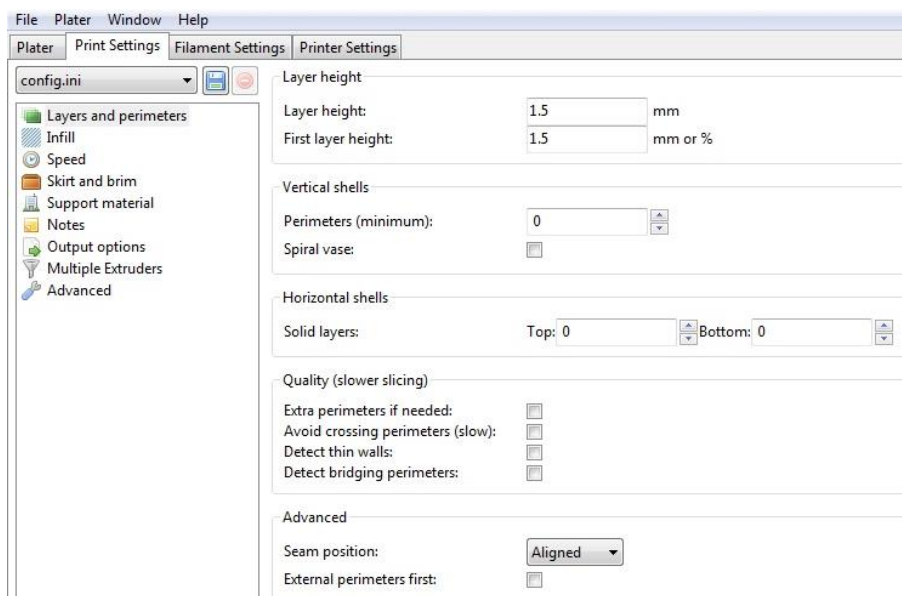 File Plater Window Help
Plater Print Settings Filament Settings Printer Settings
config.ini
Layers and perimeters
Infill
Speed
Skirt and brim
Support material
Notes
Output options
Multiple Extruders
Advanced
Layer height
Layer height: 1.5 mm
First layer height: 1.5 mm or %
Vertical shells
Perimeters (minimum): 0
Spiral vase:
Horizontal shells
Solid layers: Top: 0 Bottom: 0
Quality (slower slicing)
Extra perimeters if needed:
Avoid crossing perimeters (slow):
Detect thin walls:
Detect bridging perimeters:
Advanced
Seam position: Aligned
External perimeters first: